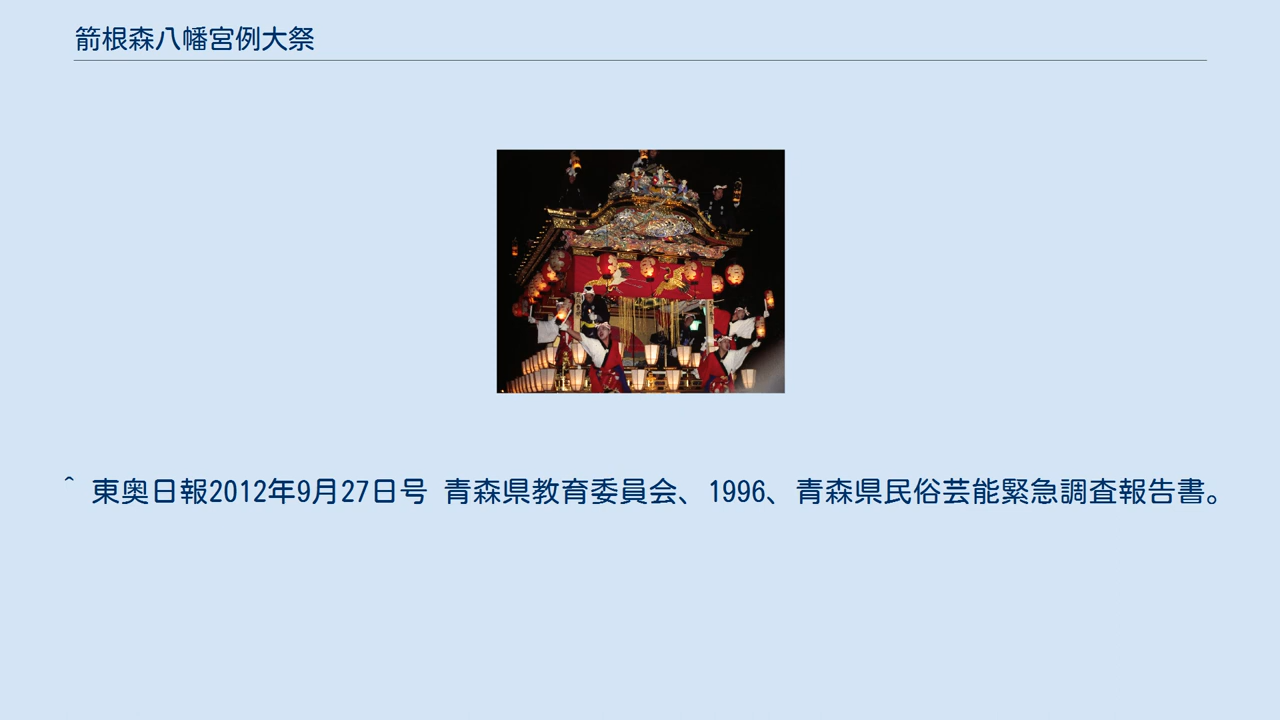 箭根森八幡宮例大祭
^ 東奥日報2012年9月27日号 青森県教育委員会、1996、青森県民俗芸能緊急調査報告書。